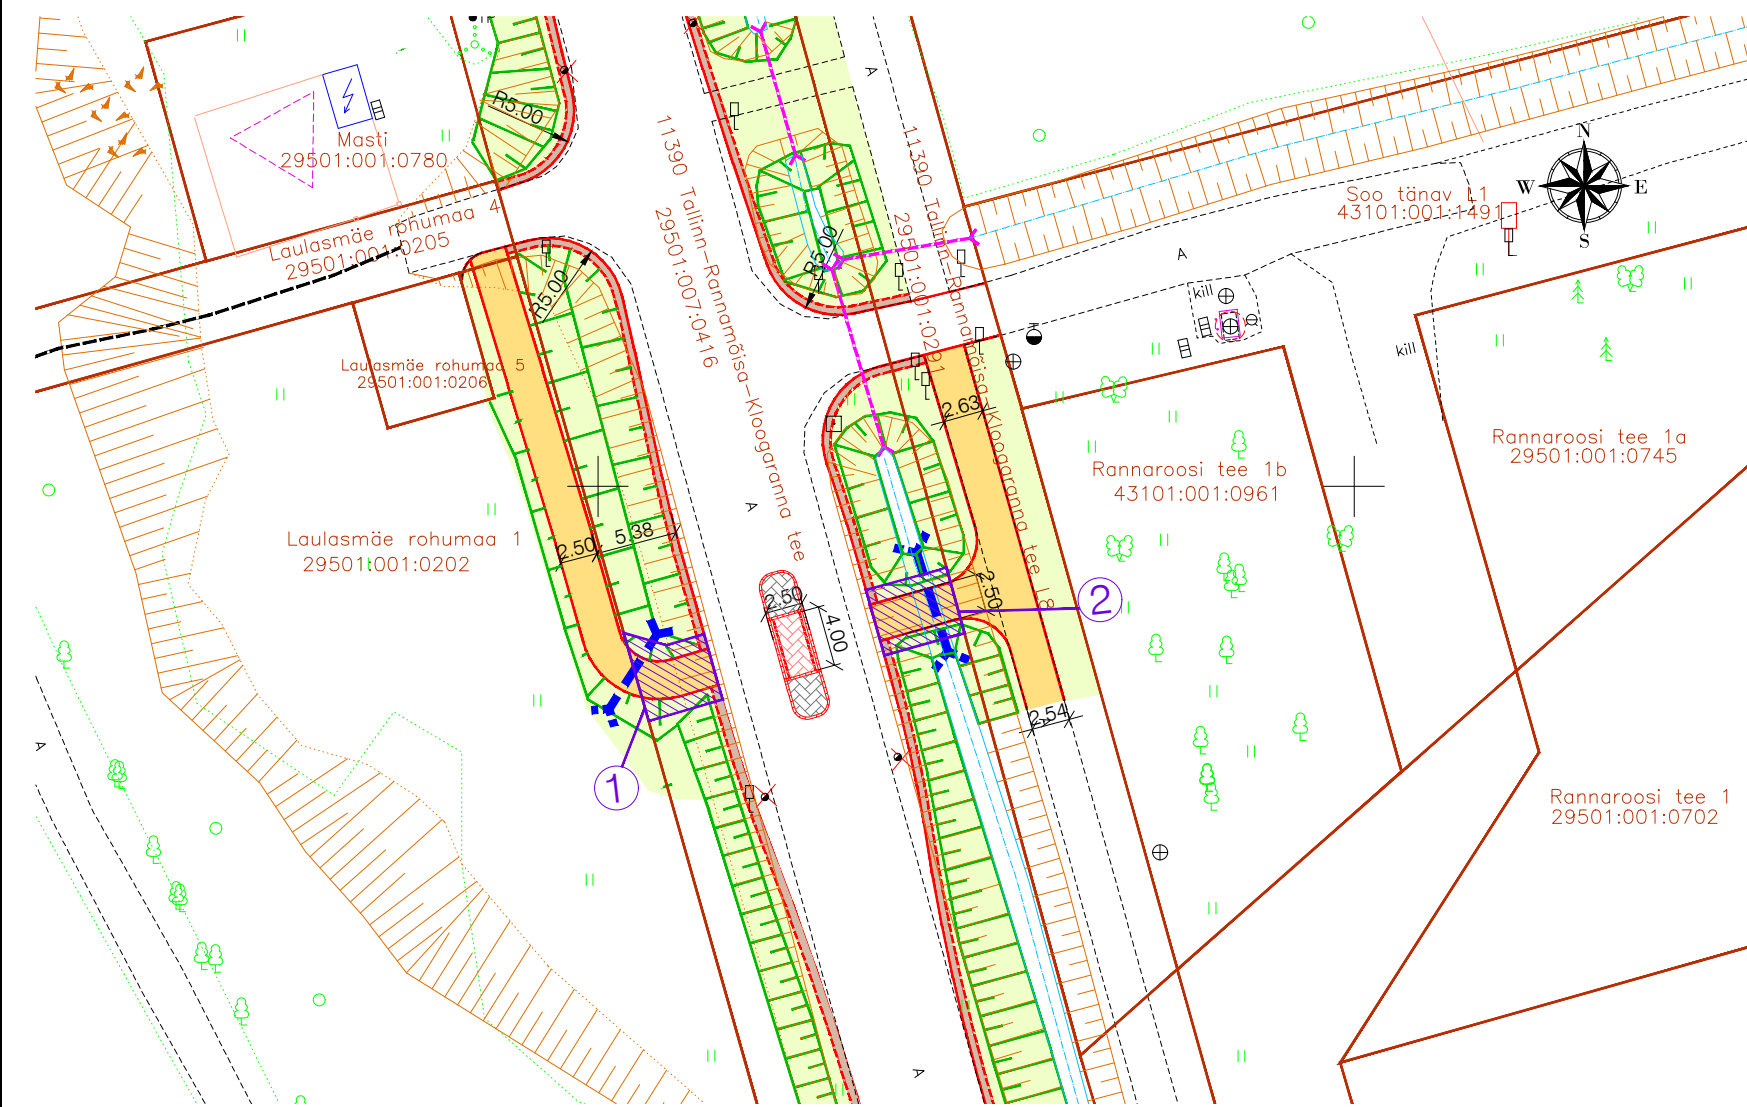 R5.00
A
N
W
E
S
Masti
29501:001:0780
Soo tänav L1
43101:001:1491
Laulasmäe rohumaa 4
29501:001:0205
11390 Tallinn-Rannamõisa-Kloogaranna tee
29501:007:0416
11390 Tallinn-Rannamõisa-Kloogaranna tee L8
29501:001:0291
R5.00
R5.00
A
kill
kill
Laulasmäe rohumaa 5
29501:001:0206
2.63
Rannaroosi tee 1a
29501:001:0745
Rannaroosi tee 1b
43101:001:0961
A
Laulasmäe rohumaa 1
29501:001:0202
2.50
5.38
2.50
4.00
2.50
2
2.54
A
1
Rannaroosi tee 1
29501:001:0702
A